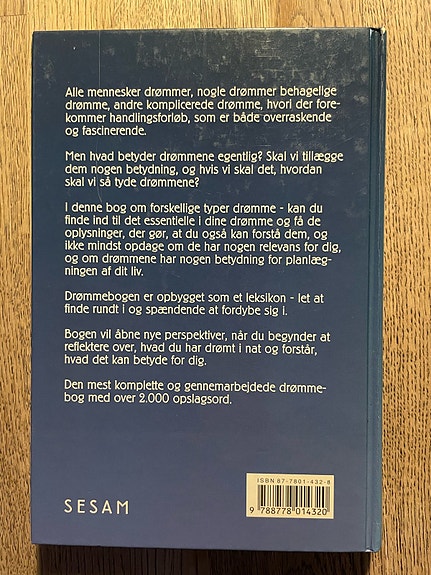 Alle mennesker drømmer, nogle drømmer behagelige
drømme, andre komplicerede drømme, hvori der fore-
kommer handlingsforløb, som er både overraskende
og fascinerende.
Men hvad betyder drømmene egentlig? Skal vi tillægge
dem nogen betydning, og hvis vi skal det, hvordan
skal vi så tyde drømmene?
I denne bog om forskellige typer drømme - kan du
finde ind til det essentielle i dine drømme og få de
oplysninger, der gør, at du også kan forstå dem, og
ikke mindst opdage om de har nogen relevans for dig,
og om drømmene har nogen betydning for planlæg-
ningen af dit liv.
Drømmebogen er opbygget som et leksikon - let at
finde rundt i og spændende at fordybe sig i.
Bogen vil åbne nye perspektiver, når du begynder at
reflektere over, hvad du har drømt i nat og forstår,
hvad det kan betyde for dig.
Den mest komplette og gennemarbejdede drømme-
bog med over 2.000 opslagsord.
ISBN 87-7801-432-8
9 788778 014320
SESAM